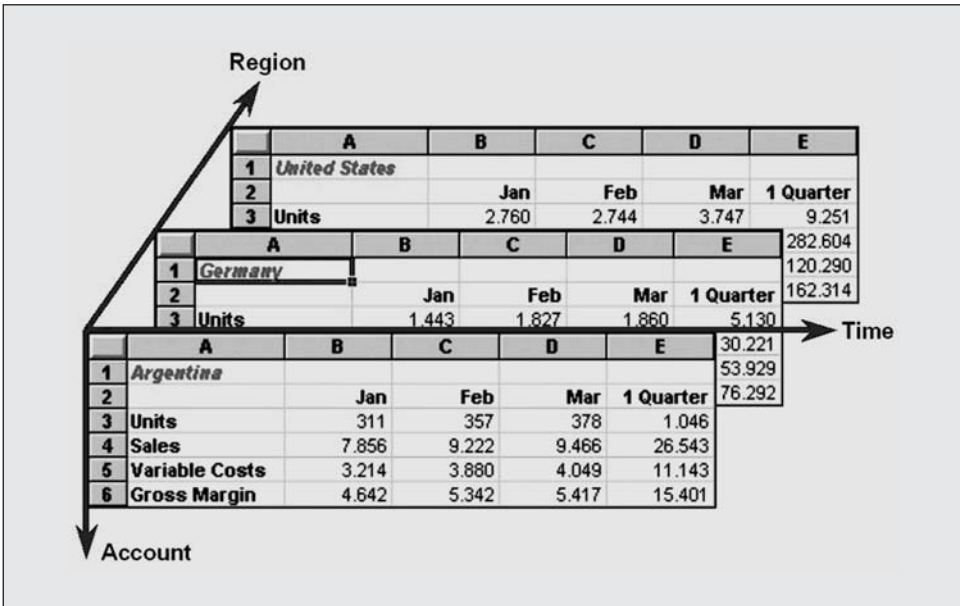 Region
A B C D E
1 United States
2 Jan Feb Mar 1 Quarter
3 Units 2.760 2.744 3.747 9.251
282.604
120.290
162.314
A B C D E
1 Germany
2 Jan Feb Mar 1 Quarter
3 Units 1.443 1.827 1.860 5.130
30.221
53.929
76.292
Time
A B C D E
1 Argentina
2 Jan Feb Mar 1 Quarter
3 Units 311 357 378 1.046
4 Sales 7.856 9.222 9.466 26.543
5 Variable Costs 3.214 3.880 4.049 11.143
6 Gross Margin 4.642 5.342 5.417 15.401
Account